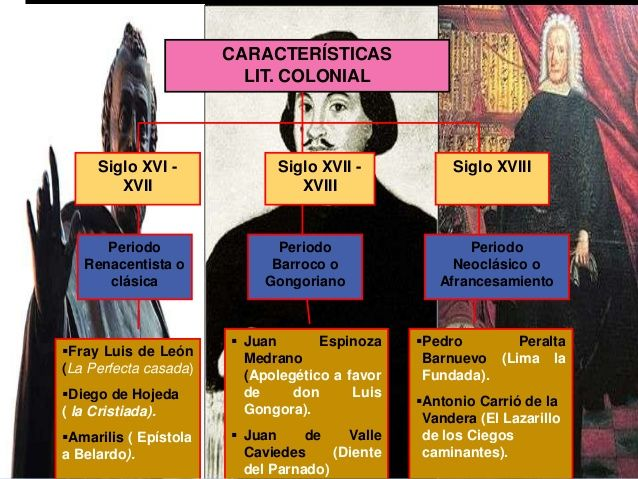 CARACTERÍSTICAS
LIT. COLONIAL
Siglo XVI -
XVII
Siglo XVII -
XVIII
Siglo XVIII
Periodo
Renacentista o
clásica
Periodo
Barroco o
Gongoriano
Periodo
Neoclásico o
Afrancesamiento
▪Fray Luis de León
(La Perfecta casada)
▪Diego de Hojeda
( la Cristiada).
▪Amarilis ( Epístola
a Belardo).
▪ Juan Espinoza
Medrano
(Apolegético a favor
de don Luis
Gongora).
▪ Juan de Valle
Caviedes (Diente
del Parnado)
▪Pedro Peralta
Barnuevo (Lima la
Fundada).
▪Antonio Carrió de la
Vandera (El Lazarillo
de los Ciegos
caminantes).